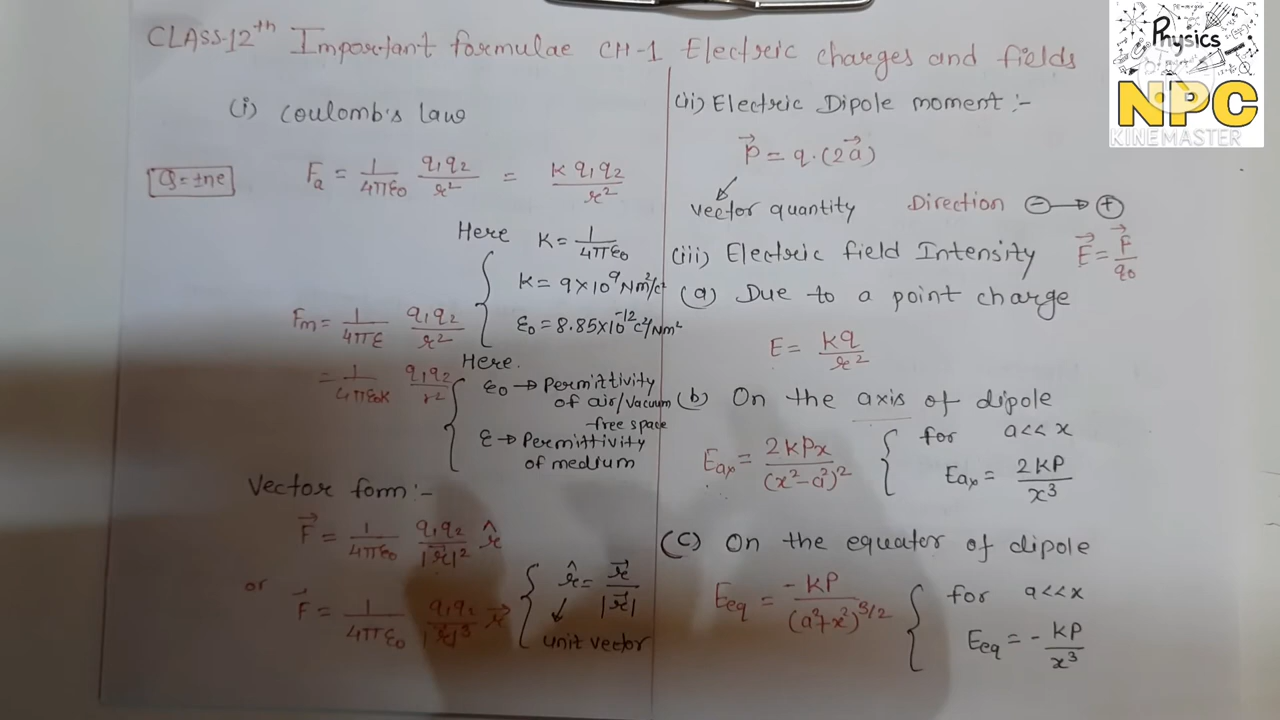 CLASS-12th Important formulae CH-1 Electric charges and fields
Physics
NPC
KINEMASTER
(i) Coulomb's law
Q = ±ne
Fa = 1/4πε0 q1q2/r² = K q1q2/r²
Here K = 1/4πε0
K = 9×10⁹ Nm²/c²
ε0 = 8.85×10⁻¹² c²/Nm²
Fm = 1/4πε q1q2/r²
= 1/4πε0K q1q2/r²
Here.
ε0 → Permittivity
of air/vacuum
free space
ε → Permittivity
of medium
Vector form:-
F⃗ = 1/4πε0 q1q2/|r⃗|² r̂
or
F⃗ = 1/4πε0 q1q2/|r⃗|³ r⃗
r̂ = r⃗/|r⃗|
unit vector
(ii) Electric Dipole moment :-
P⃗ = q.(2a⃗)
vector quantity Direction ⊖→⊕
(iii) Electric field Intensity E⃗ = F⃗/q0
(a) Due to a point charge
E = kq/r²
(b) On the axis of dipole
Eax = 2kPx/(x²-a²)²
for a<<x
Eax = 2KP/x³
(C) On the equater of dipole
Eeq = -KP/(a²+x²)^3/2
for a<<x
Eeq = - KP/x³